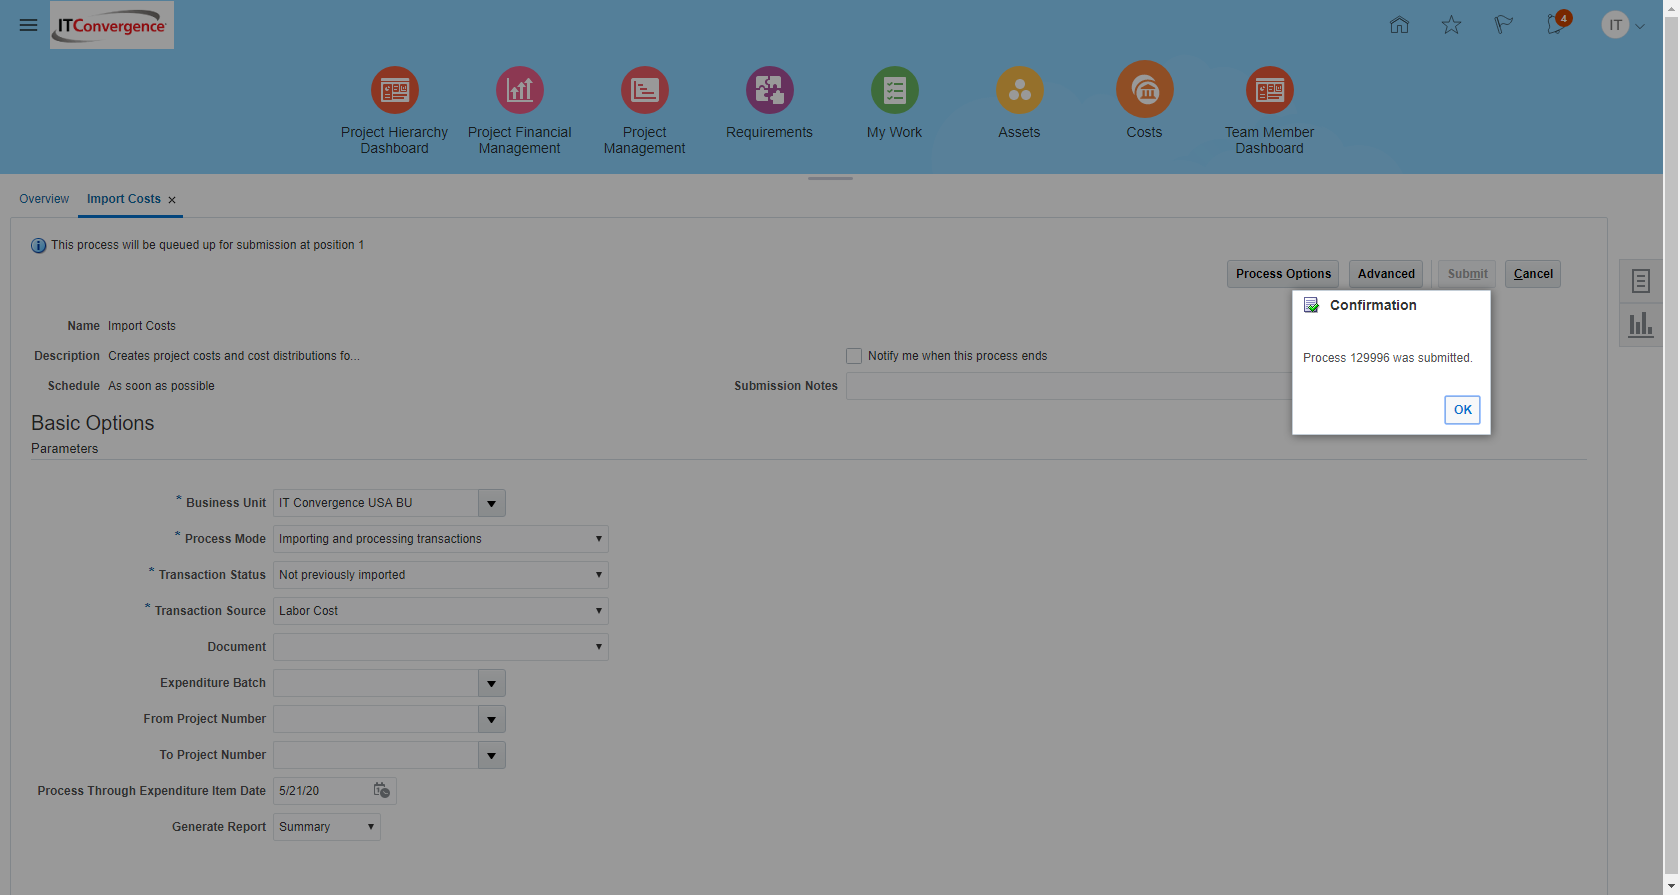 ITConvergence
4
IT
Project Hierarchy
Dashboard
Project Financial
Management
Project
Management
Requirements
My Work
Assets
Costs
Team Member
Dashboard
Overview
Import Costs ×
This process will be queued up for submission at position 1
Process Options
Advanced
Submit
Cancel
Confirmation
Process 129996 was submitted.
OK
Name Import Costs
Description Creates project costs and cost distributions fo...
Notify me when this process ends
Schedule As soon as possible
Submission Notes
Basic Options
Parameters
* Business Unit IT Convergence USA BU
* Process Mode Importing and processing transactions
* Transaction Status Not previously imported
* Transaction Source Labor Cost
Document
Expenditure Batch
From Project Number
To Project Number
Process Through Expenditure Item Date 5/21/20
Generate Report Summary